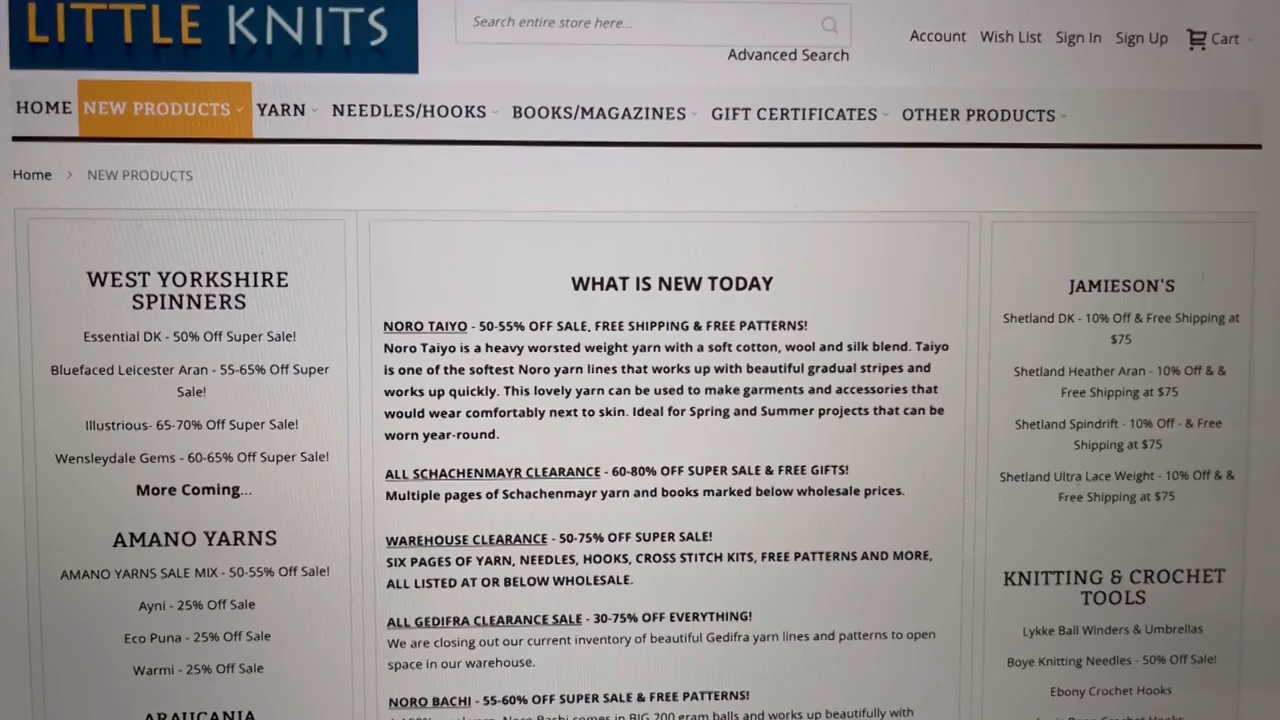 LITTLE KNITS
Search entire store here...
Advanced Search
Account Wish List Sign In Sign Up Cart
HOME NEW PRODUCTS YARN NEEDLES/HOOKS BOOKS/MAGAZINES GIFT CERTIFICATES OTHER PRODUCTS
Home > NEW PRODUCTS
WEST YORKSHIRE
SPINNERS
Essential DK - 50% Off Super Sale!
Bluefaced Leicester Aran - 55-65% Off Super
Sale!
Illustrious- 65-70% Off Super Sale!
Wensleydale Gems - 60-65% Off Super Sale!
More Coming...
AMANO YARNS
AMANO YARNS SALE MIX - 50-55% Off Sale!
Ayni - 25% Off Sale
Eco Puna - 25% Off Sale
Warmi - 25% Off Sale
ARAUCANIA
WHAT IS NEW TODAY
NORO TAIYO - 50-55% OFF SALE, FREE SHIPPING & FREE PATTERNS!
Noro Taiyo is a heavy worsted weight yarn with a soft cotton, wool and silk blend. Taiyo
is one of the softest Noro yarn lines that works up with beautiful gradual stripes and
works up quickly. This lovely yarn can be used to make garments and accessories that
would wear comfortably next to skin. Ideal for Spring and Summer projects that can be
worn year-round.
ALL SCHACHENMAYR CLEARANCE - 60-80% OFF SUPER SALE & FREE GIFTS!
Multiple pages of Schachenmayr yarn and books marked below wholesale prices.
WAREHOUSE CLEARANCE - 50-75% OFF SUPER SALE!
SIX PAGES OF YARN, NEEDLES, HOOKS, CROSS STITCH KITS, FREE PATTERNS AND MORE,
ALL LISTED AT OR BELOW WHOLESALE.
ALL GEDIFRA CLEARANCE SALE - 30-75% OFF EVERYTHING!
We are closing out our current inventory of beautiful Gedifra yarn lines and patterns to open
space in our warehouse.
NORO BACHI - 55-60% OFF SUPER SALE & FREE PATTERNS!
Noro Bachi comes in BIG 200 gram balls and works up beautifully with
JAMIESON'S
Shetland DK - 10% Off & Free Shipping at
$75
Shetland Heather Aran - 10% Off & &
Free Shipping at $75
Shetland Spindrift - 10% Off - & Free
Shipping at $75
Shetland Ultra Lace Weight - 10% Off & &
Free Shipping at $75
KNITTING & CROCHET
TOOLS
Lykke Ball Winders & Umbrellas
Boye Knitting Needles - 50% Off Sale!
Ebony Crochet Hooks